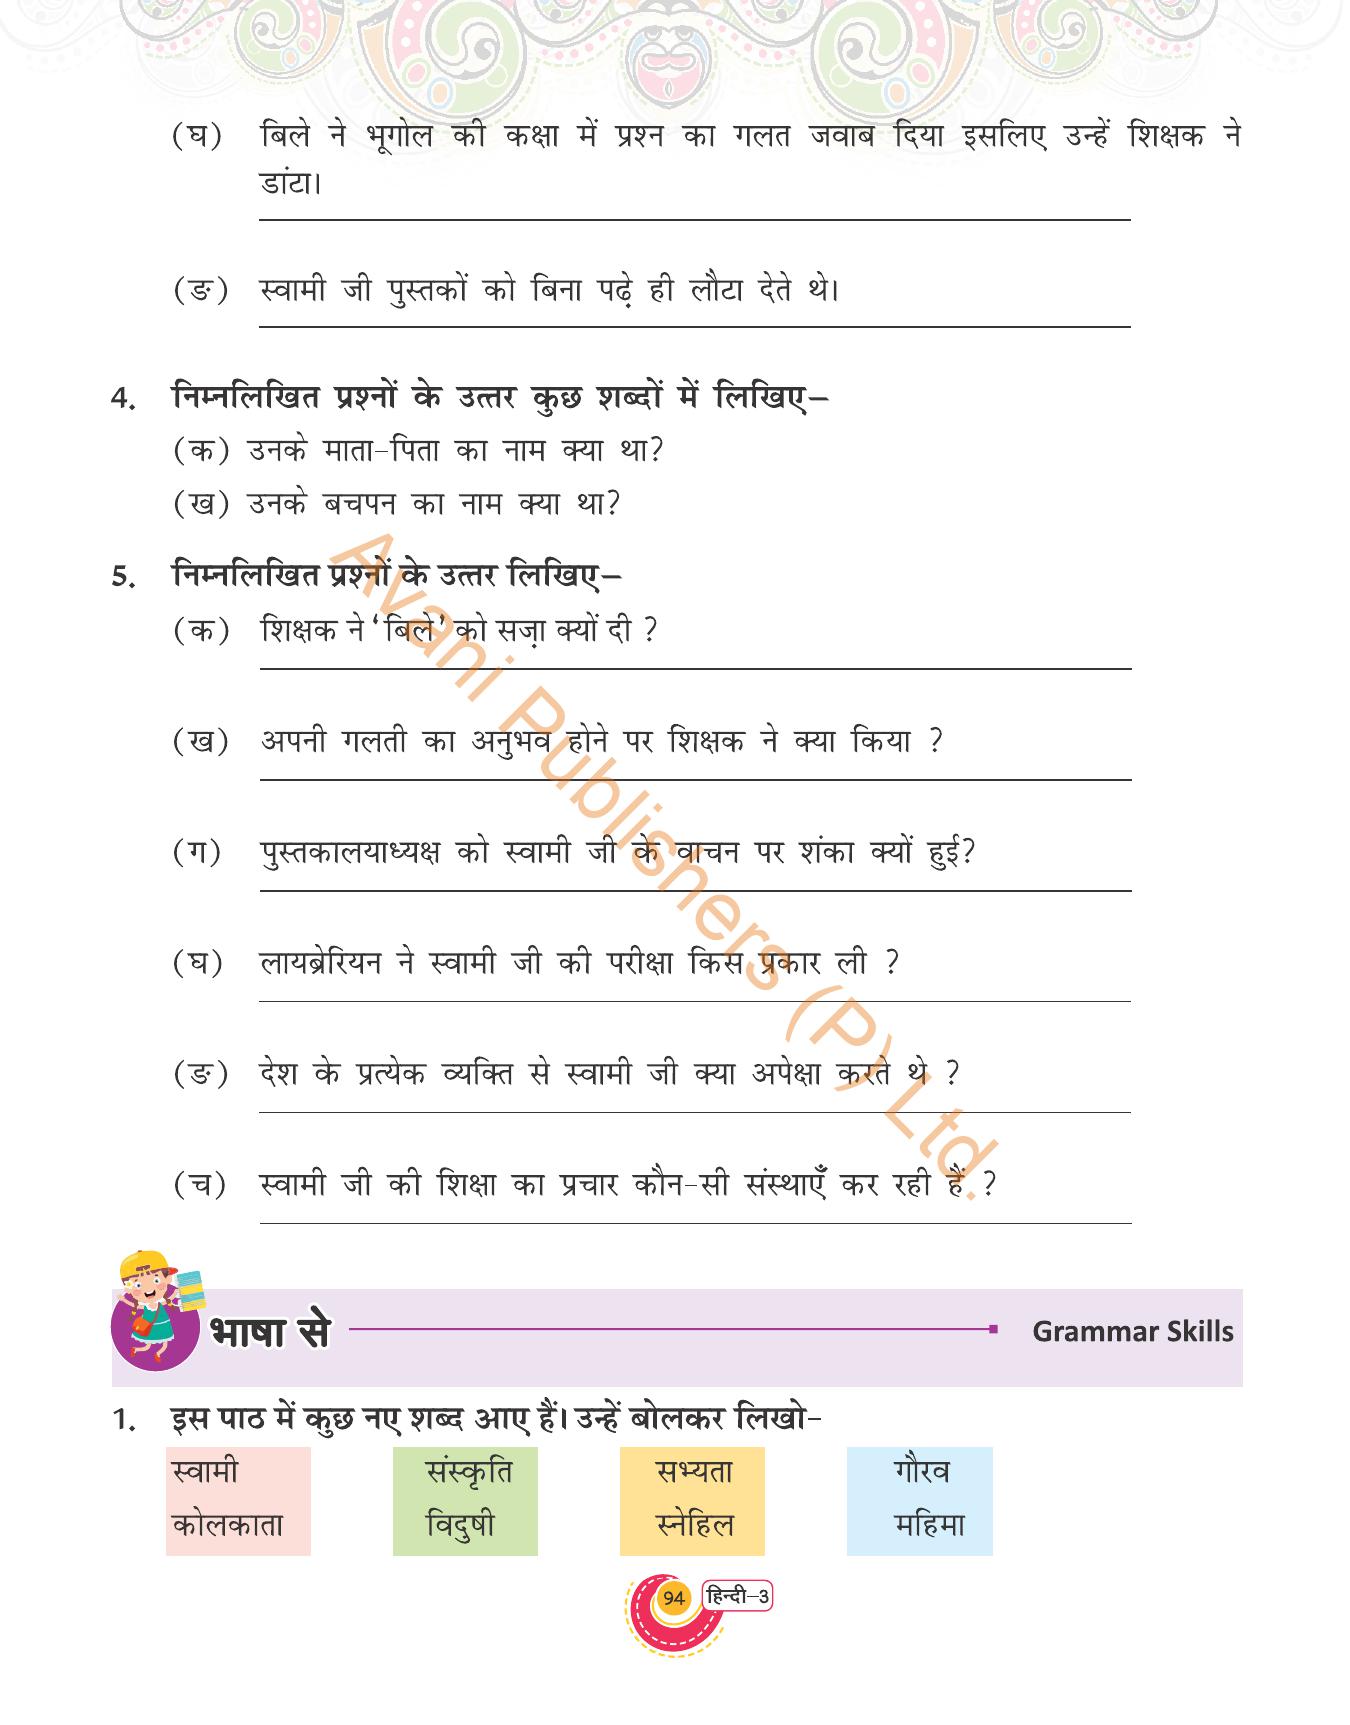 (घ) बिले ने भूगोल की कक्षा में प्रश्न का गलत जवाब दिया इसलिए उन्हें शिक्षक ने
डांटा।
(ङ) स्वामी जी पुस्तकों को बिना पढ़े ही लौटा देते थे।
4. निम्नलिखित प्रश्नों के उत्तर कुछ शब्दों में लिखिए–
(क) उनके माता-पिता का नाम क्या था?
(ख) उनके बचपन का नाम क्या था?
5. निम्नलिखित प्रश्नों के उत्तर लिखिए–
(क) शिक्षक ने ‘बिले’ को सज़ा क्यों दी ?
(ख) अपनी गलती का अनुभव होने पर शिक्षक ने क्या किया ?
(ग) पुस्तकालयाध्यक्ष को स्वामी जी के वाचन पर शंका क्यों हुई?
(घ) लायब्रेरियन ने स्वामी जी की परीक्षा किस प्रकार ली ?
(ङ) देश के प्रत्येक व्यक्ति से स्वामी जी क्या अपेक्षा करते थे ?
(च) स्वामी जी की शिक्षा का प्रचार कौन-सी संस्थाएँ कर रही हैं ?
Avani Publishers (P) Ltd.
भाषा से Grammar Skills
1. इस पाठ में कुछ नए शब्द आए हैं। उन्हें बोलकर लिखो-
स्वामी संस्कृति सभ्यता गौरव
कोलकाता विदुषी स्नेहिल महिमा
94 हिन्दी–3